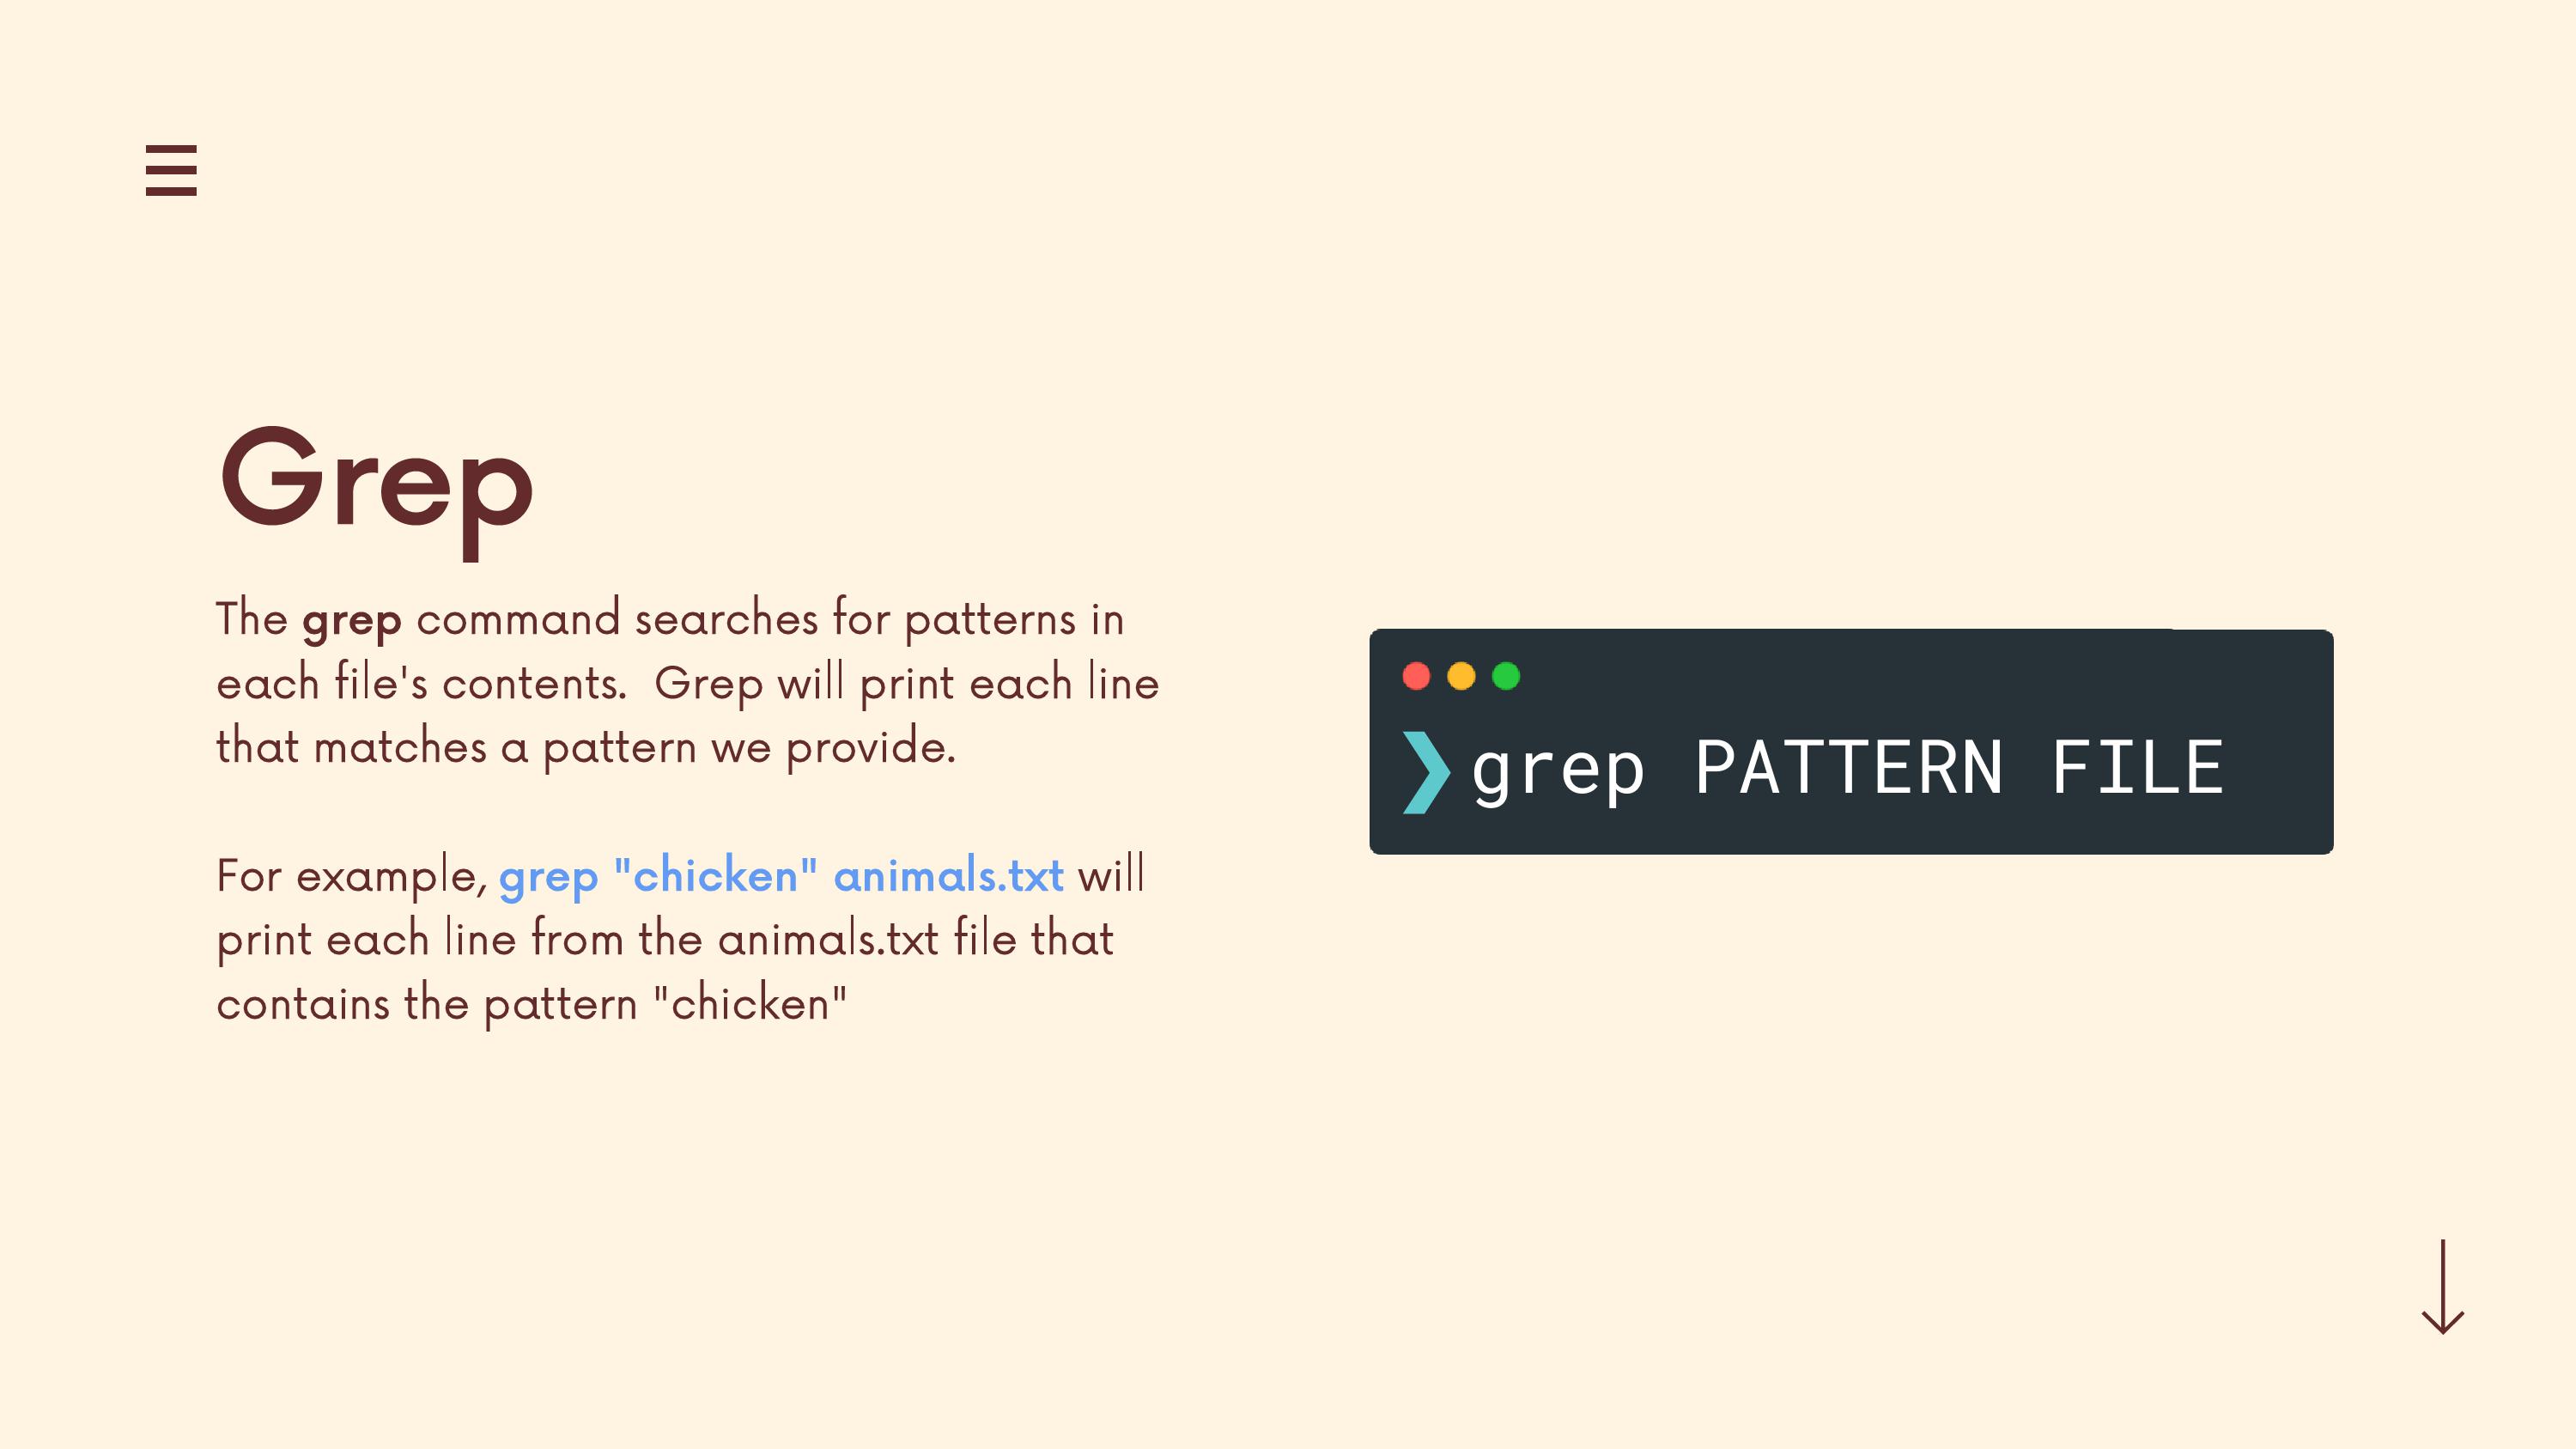 Grep
The grep command searches for patterns in
each file's contents.  Grep will print each line
that matches a pattern we provide.
For example, grep "chicken" animals.txt will
print each line from the animals.txt file that
contains the pattern "chicken"
❯ grep PATTERN FILE